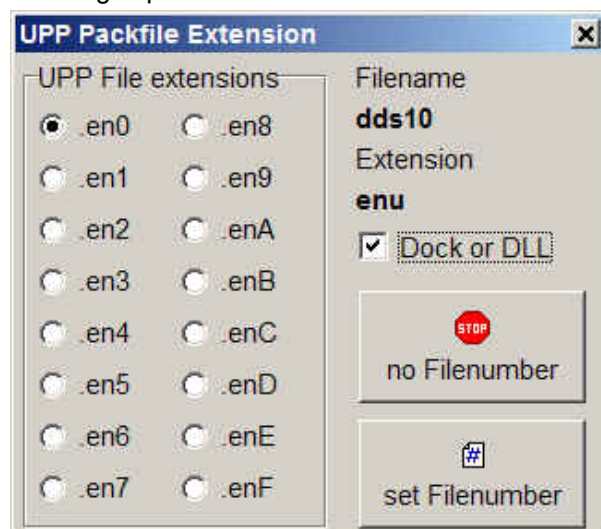 UPP Packfile Extension
UPP File extensions
.en0 .en8
.en1 .en9
.en2 .enA
.en3 .enB
.en4 .enC
.en5 .enD
.en6 .enE
.en7 .enF
Filename
dds10
Extension
enu
Dock or DLL
STOP
no Filenumber
#
set Filenumber